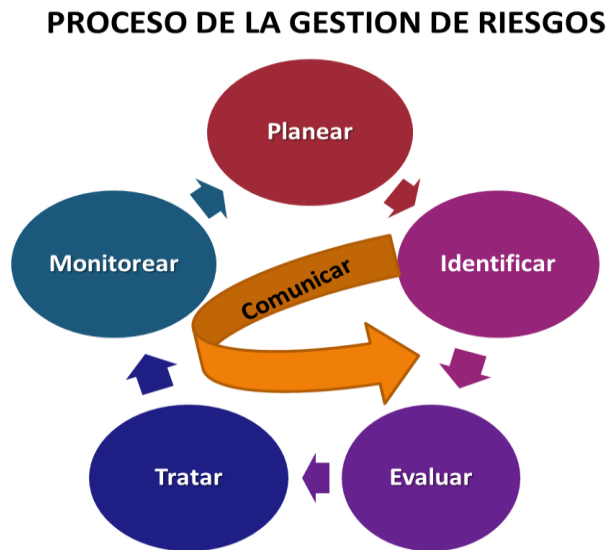 PROCESO DE LA GESTION DE RIESGOS
Planear
Monitorear
Identificar
Comunicar
Tratar
Evaluar